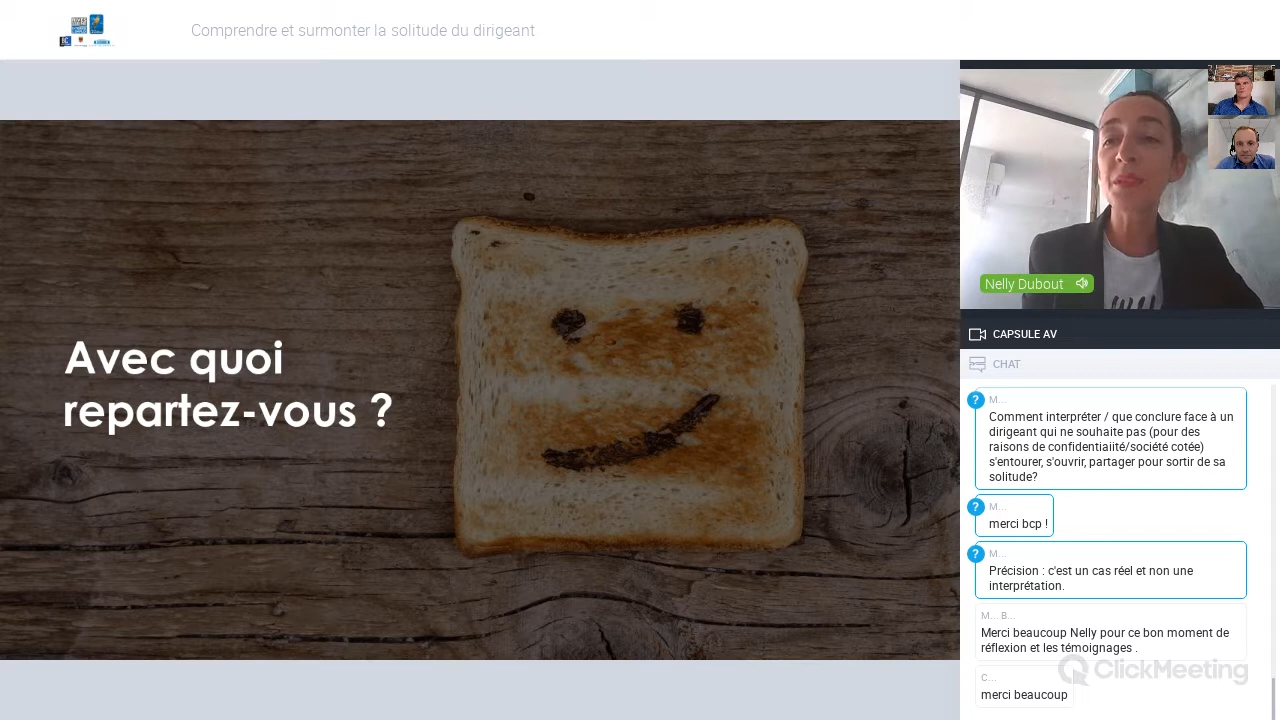 Comprendre et surmonter la solitude du dirigeant
Avec quoi
repartez-vous ?
Nelly Dubout
CAPSULE AV
CHAT
?
M...
Comment interpréter / que conclure face à un
dirigeant qui ne souhaite pas (pour des
raisons de confidentiaiité/société cotée)
s'entourer, s'ouvrir, partager pour sortir de sa
solitude?
?
M...
merci bcp !
?
M...
Précision : c'est un cas réel et non une
interprétation.
M... B...
Merci beaucoup Nelly pour ce bon moment de
réflexion et les témoignages .
C...
merci beaucoup
ClickMeeting